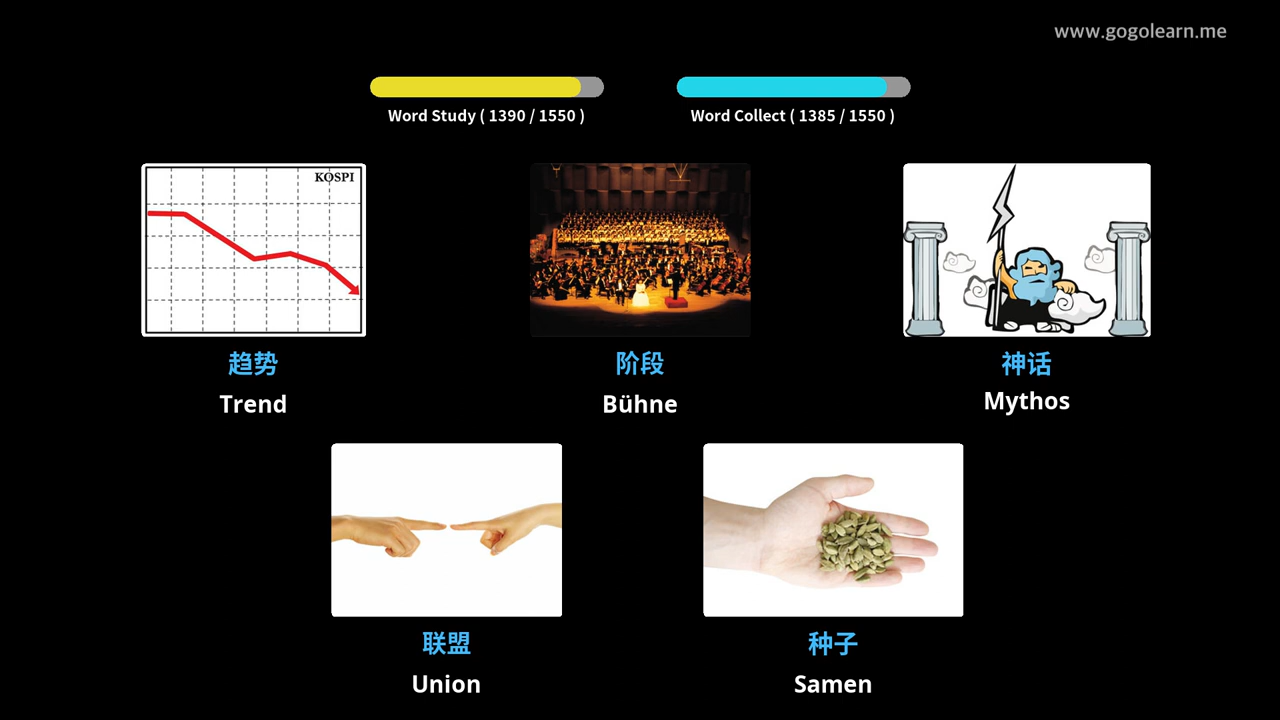 www.gogolearn.me
Word Study ( 1390 / 1550 )
Word Collect ( 1385 / 1550 )
KOSPI
趋势
Trend
阶段
Bühne
神话
Mythos
联盟
Union
种子
Samen